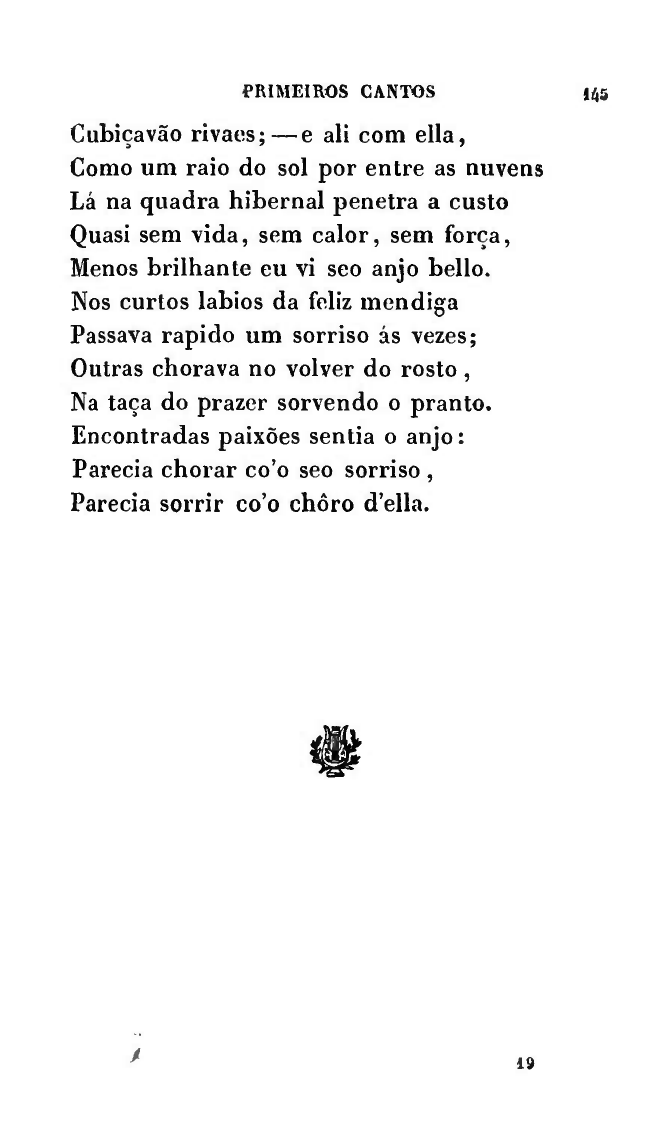 PRIMEIROS CANTOS 145
Cubiçavão rivaes; — e ali com ella,
Como um raio do sol por entre as nuvens
Lá na quadra hibernal penetra a custo
Quasi sem vida, sem calor, sem força,
Menos brilhante eu vi seo anjo bello.
Nos curtos labios da feliz mendiga
Passava rapido um sorriso ás vezes;
Outras chorava no volver do rosto,
Na taça do prazer sorvendo o pranto.
Encontradas paixões sentia o anjo:
Parecia chorar co'o seo sorriso,
Parecia sorrir co'o chôro d'ella.
19